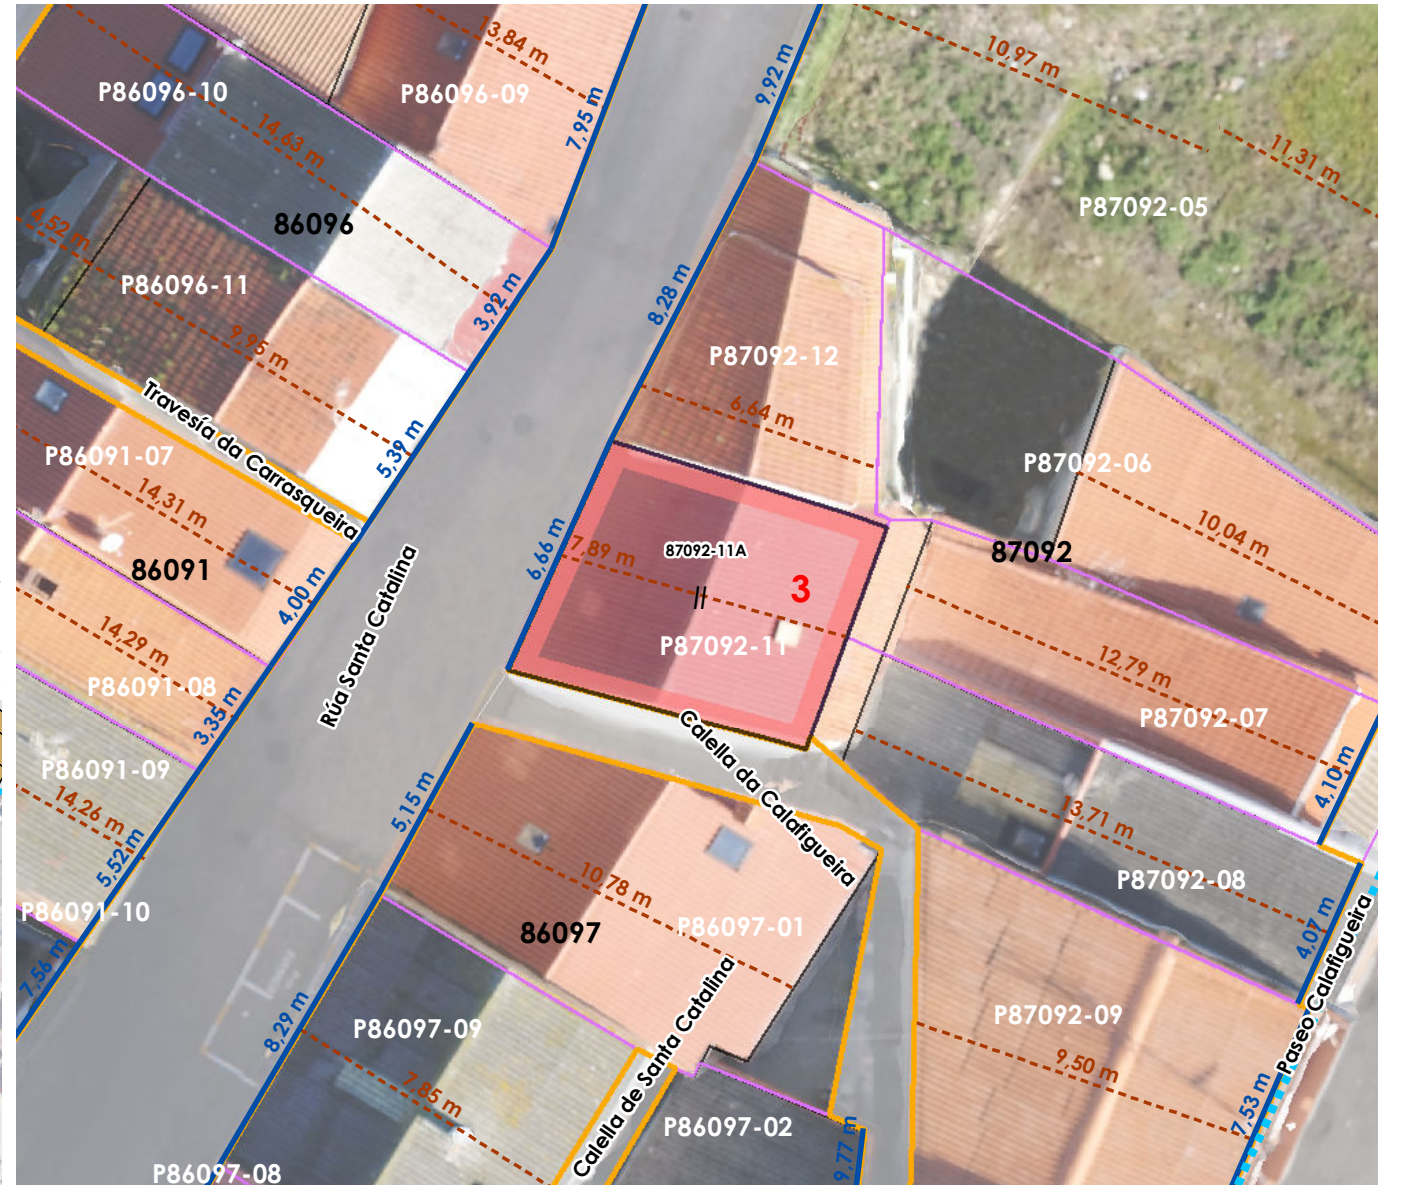 13,84 m
10,97 m
9,92 m
P86096-10
P86096-09
7,95 m
14,63 m
11,31 m
P87092-05
86096
4,52 m
P86096-11
3,92 m
8,28 m
9,95 m
P87092-12
6,64 m
Travesía da Carrasqueira
5,39 m
P86091-07
P87092-06
14,31 m
10,04 m
86091
6,66 m
7,89 m
87092-11A
87092
3
||
4,00 m
Rúa Santa Catalina
P87092-11
14,29 m
12,79 m
P86091-08
3,35 m
P87092-07
Calella da Calafigueira
P86091-09
14,26 m
5,15 m
4,10 m
13,71 m
5,52 m
P87092-08
10,78 m
P86091-10
86097
P86097-01
4,07 m
Paseo Calafigueira
7,56 m
8,29 m
P86097-09
Calella de Santa Catalina
P87092-09
9,50 m
7,85 m
7,53 m
P86097-02
9,77 m
P86097-08